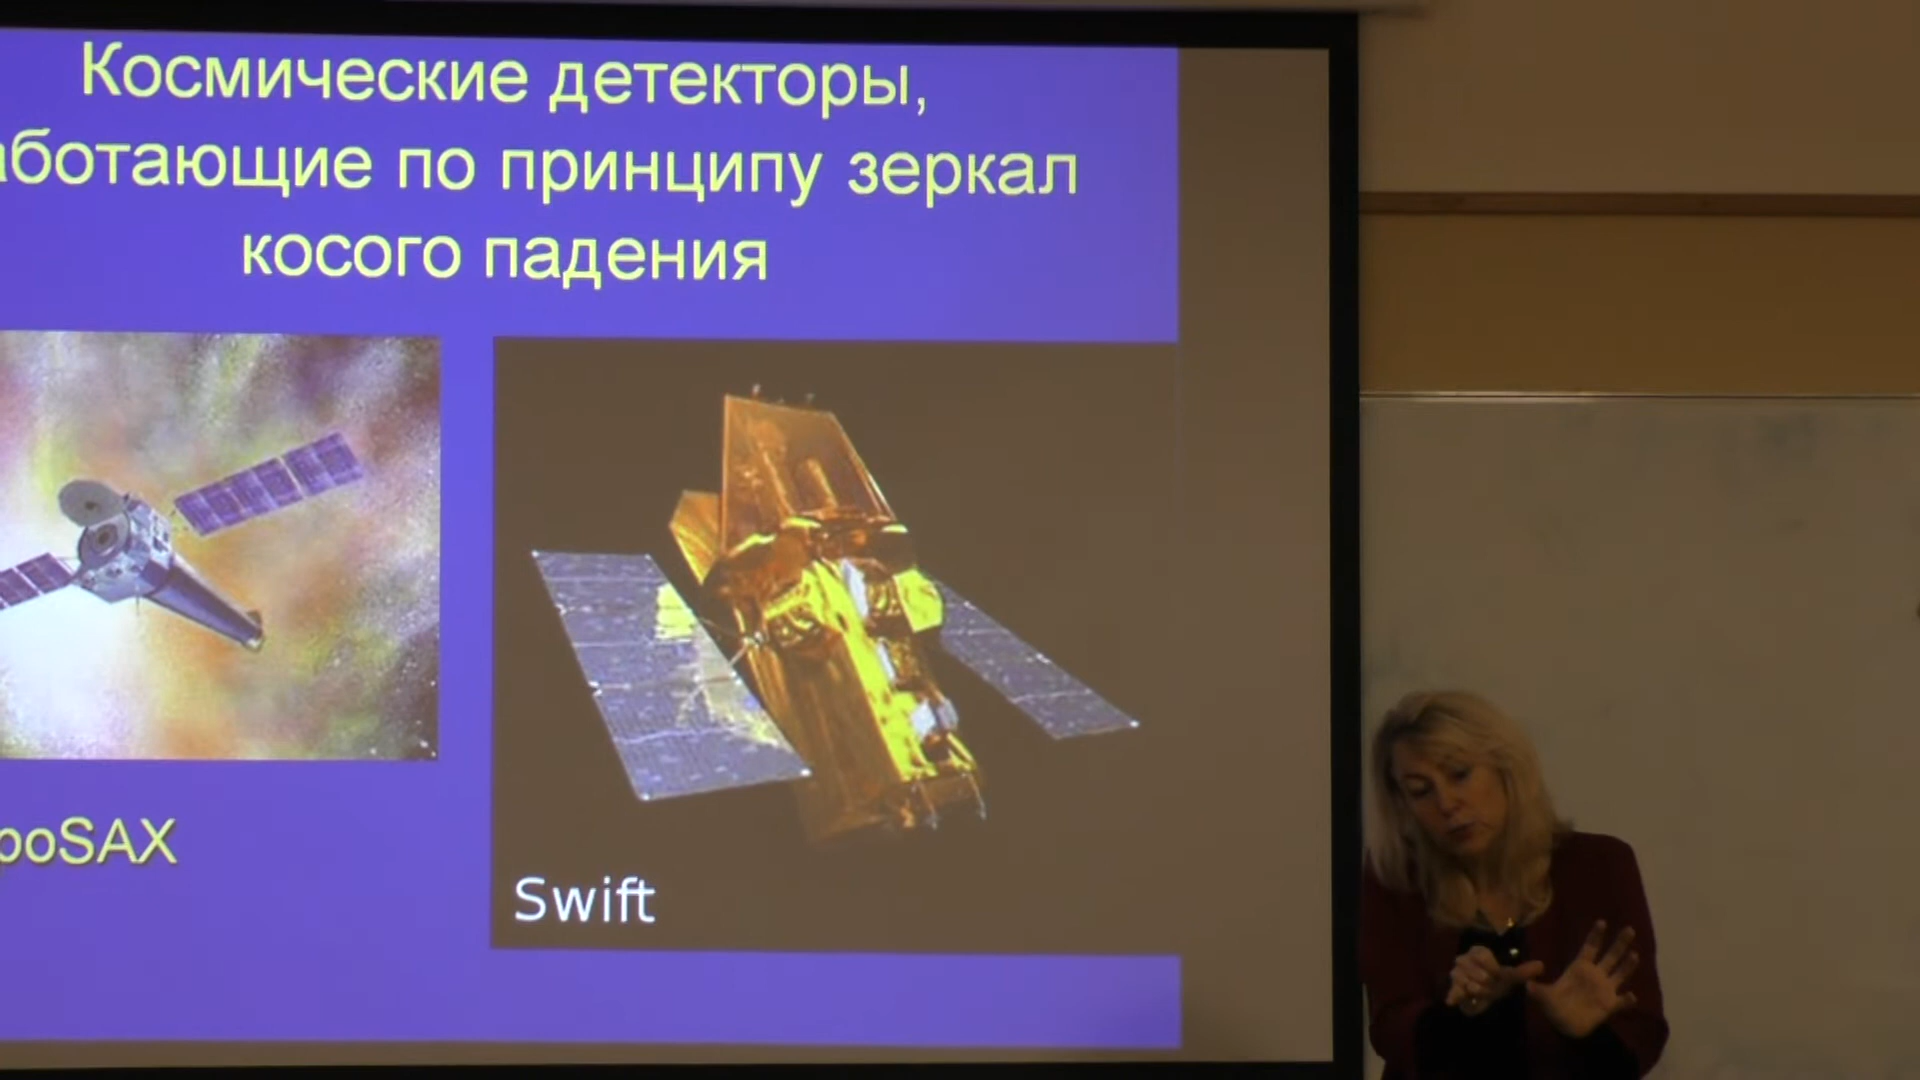 Космические детекторы,
аботающие по принципу зеркал
косого падения
poSAX
Swift